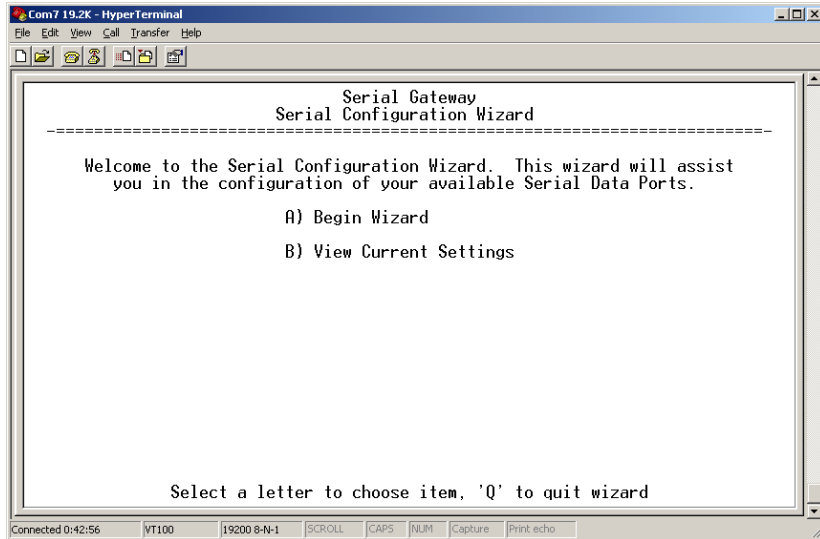 Com7 19.2K - HyperTerminal
File Edit View Call Transfer Help
Serial Gateway
Serial Configuration Wizard
-==========================================================================-
Welcome to the Serial Configuration Wizard. This wizard will assist
you in the configuration of your available Serial Data Ports.
A) Begin Wizard
B) View Current Settings
Select a letter to choose item, 'Q' to quit wizard
Connected 0:42:56 VT100 19200 8-N-1 SCROLL CAPS NUM Capture Print echo